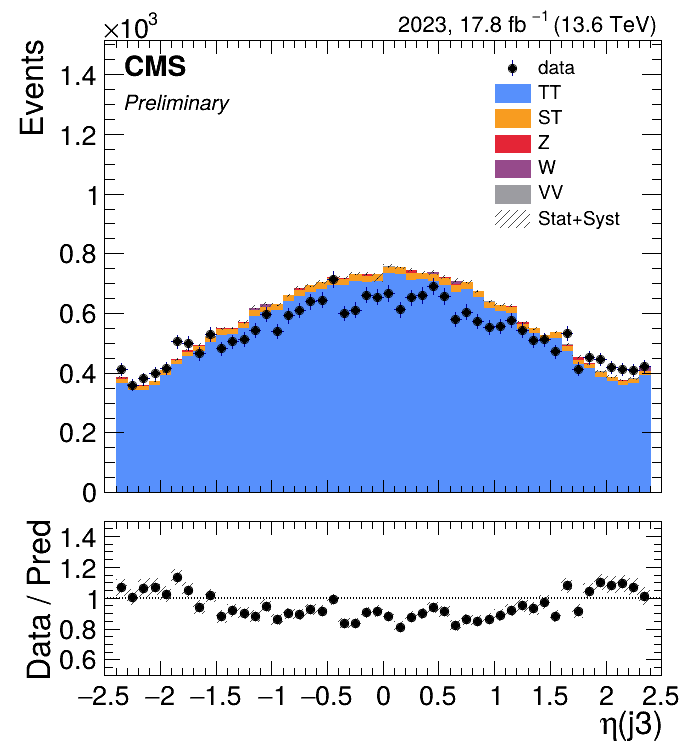 ×10³
2023, 17.8 fb⁻¹ (13.6 TeV)
Events
CMS
Preliminary
data
TT
ST
Z
W
VV
Stat+Syst
1.4
1.2
1
0.8
0.6
0.4
0.2
0
Data / Pred
1.4
1.2
1
0.8
0.6
−2.5 −2 −1.5 −1 −0.5 0 0.5 1 1.5 2 2.5
η(j3)